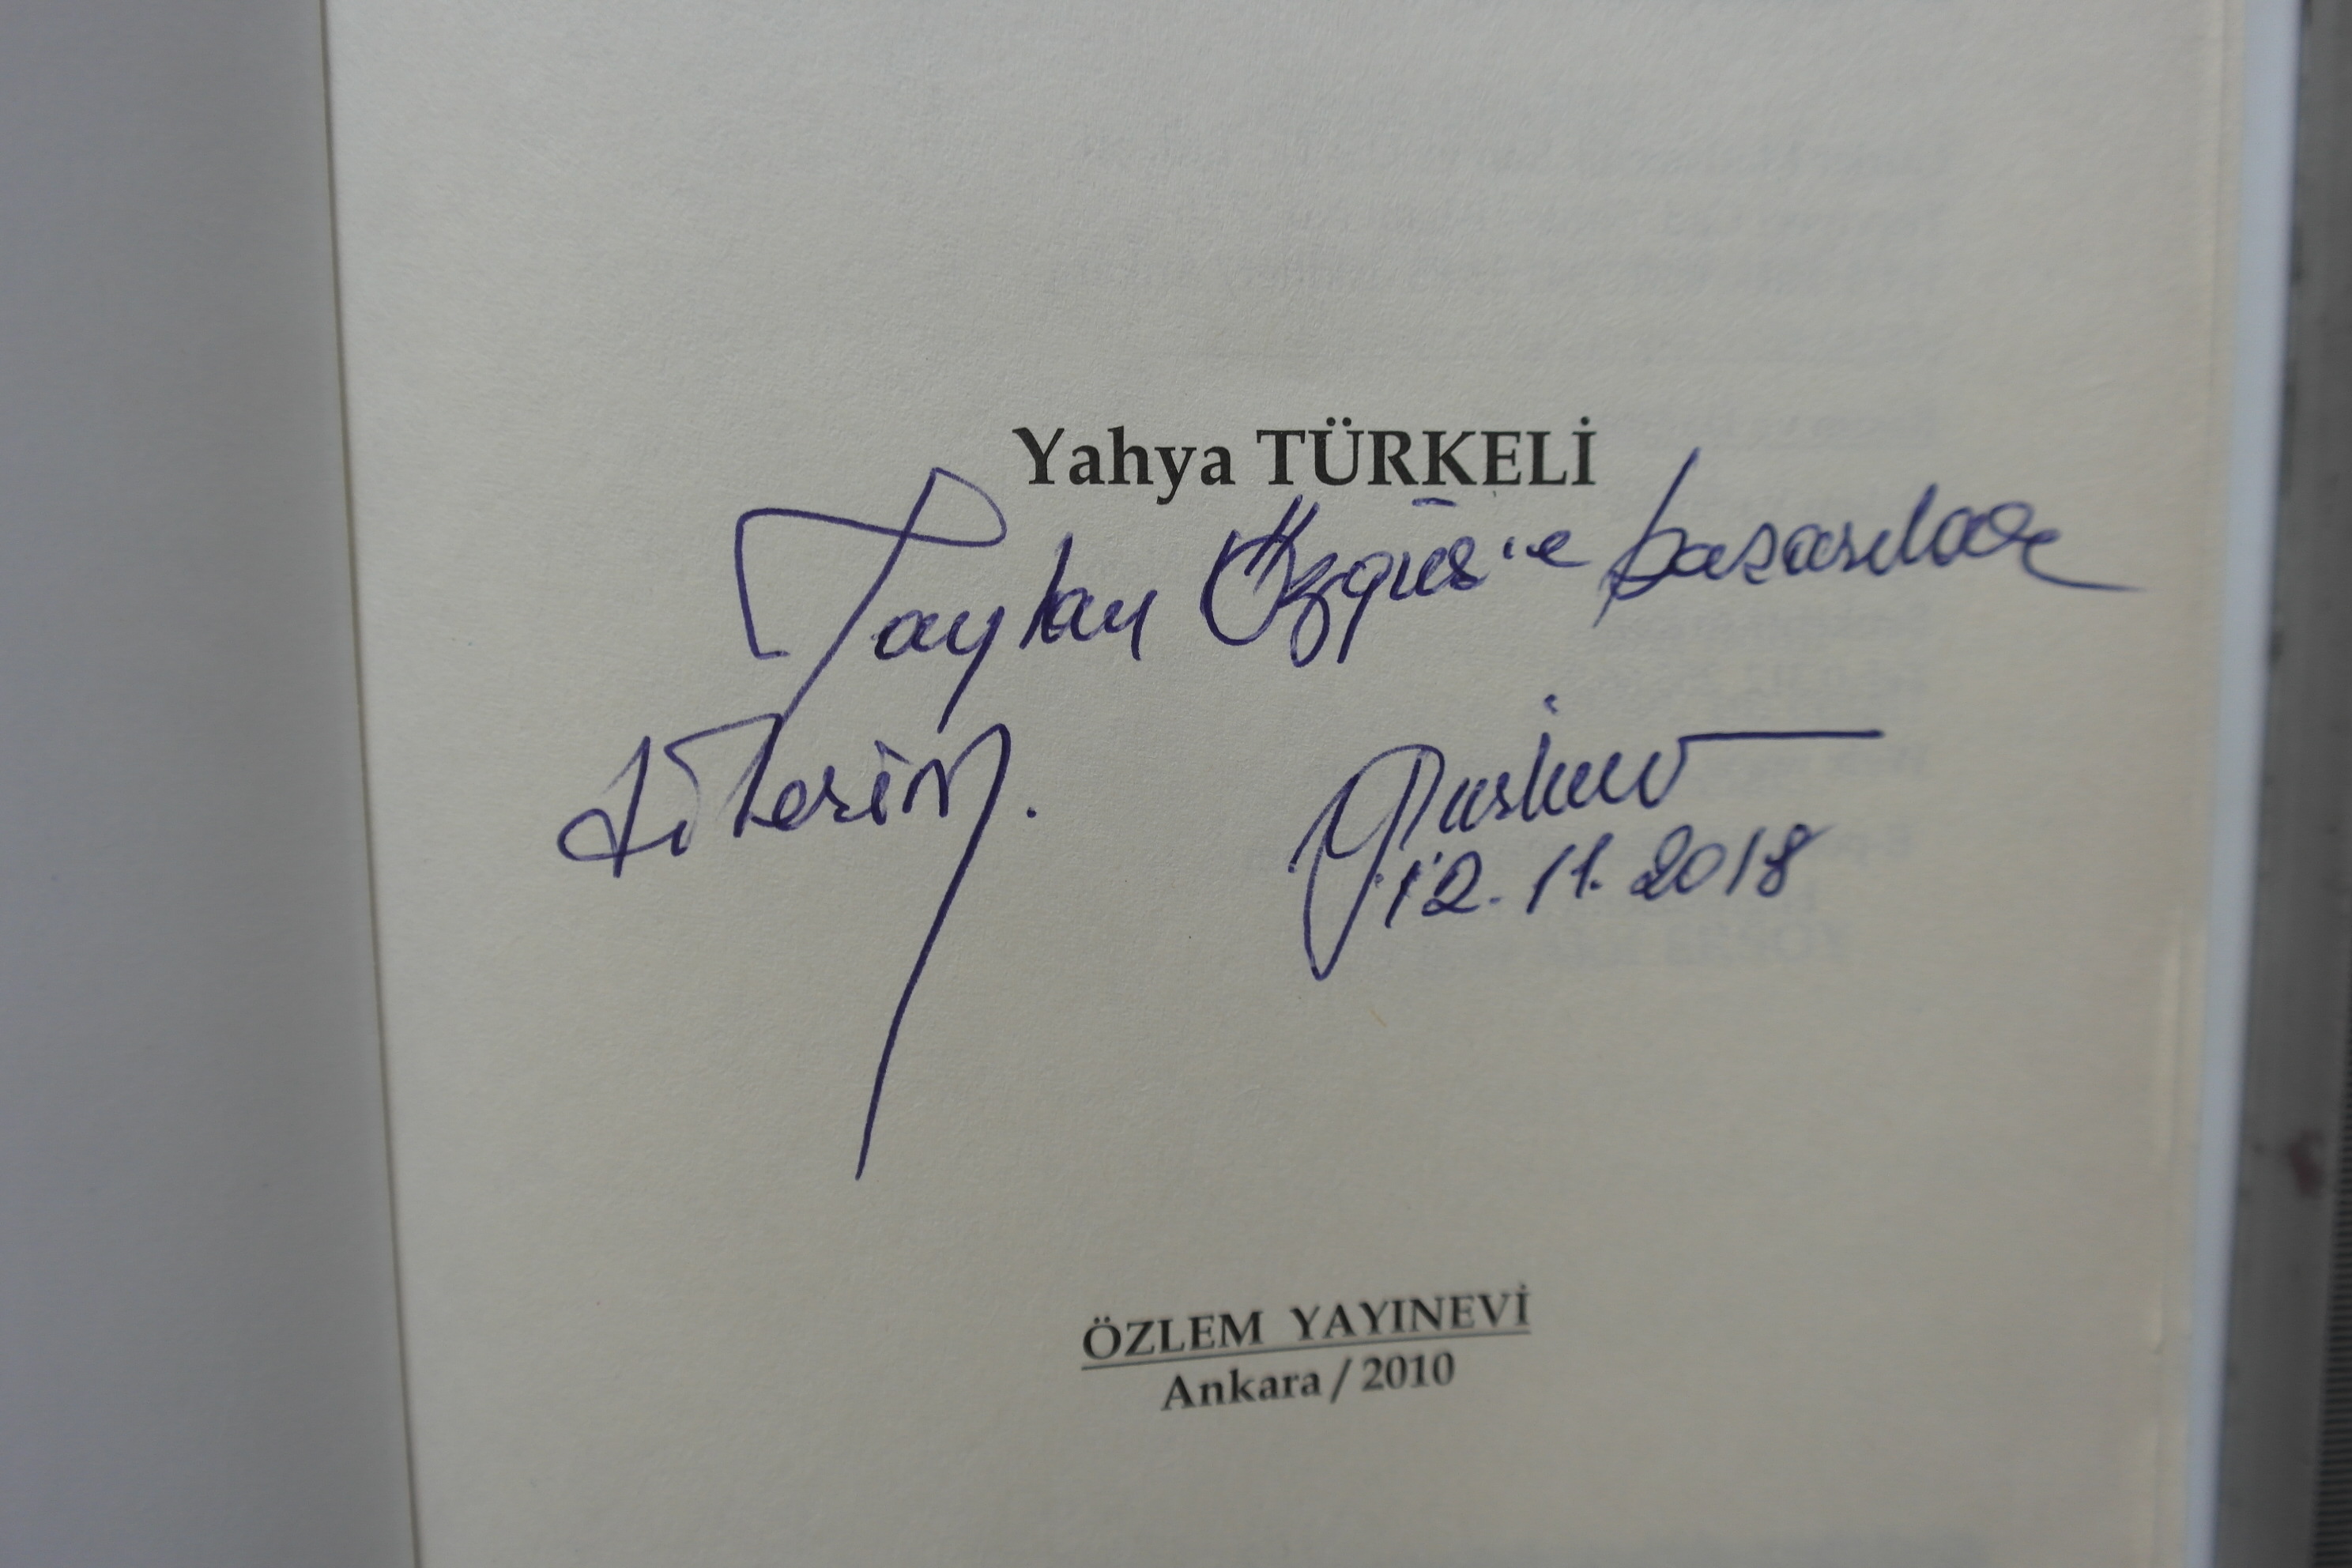 Yahya TÜRKELİ
Taylan Özgür'e başarılar
dilerim.
12.11.2018
ÖZLEM YAYINEVİ
Ankara / 2010